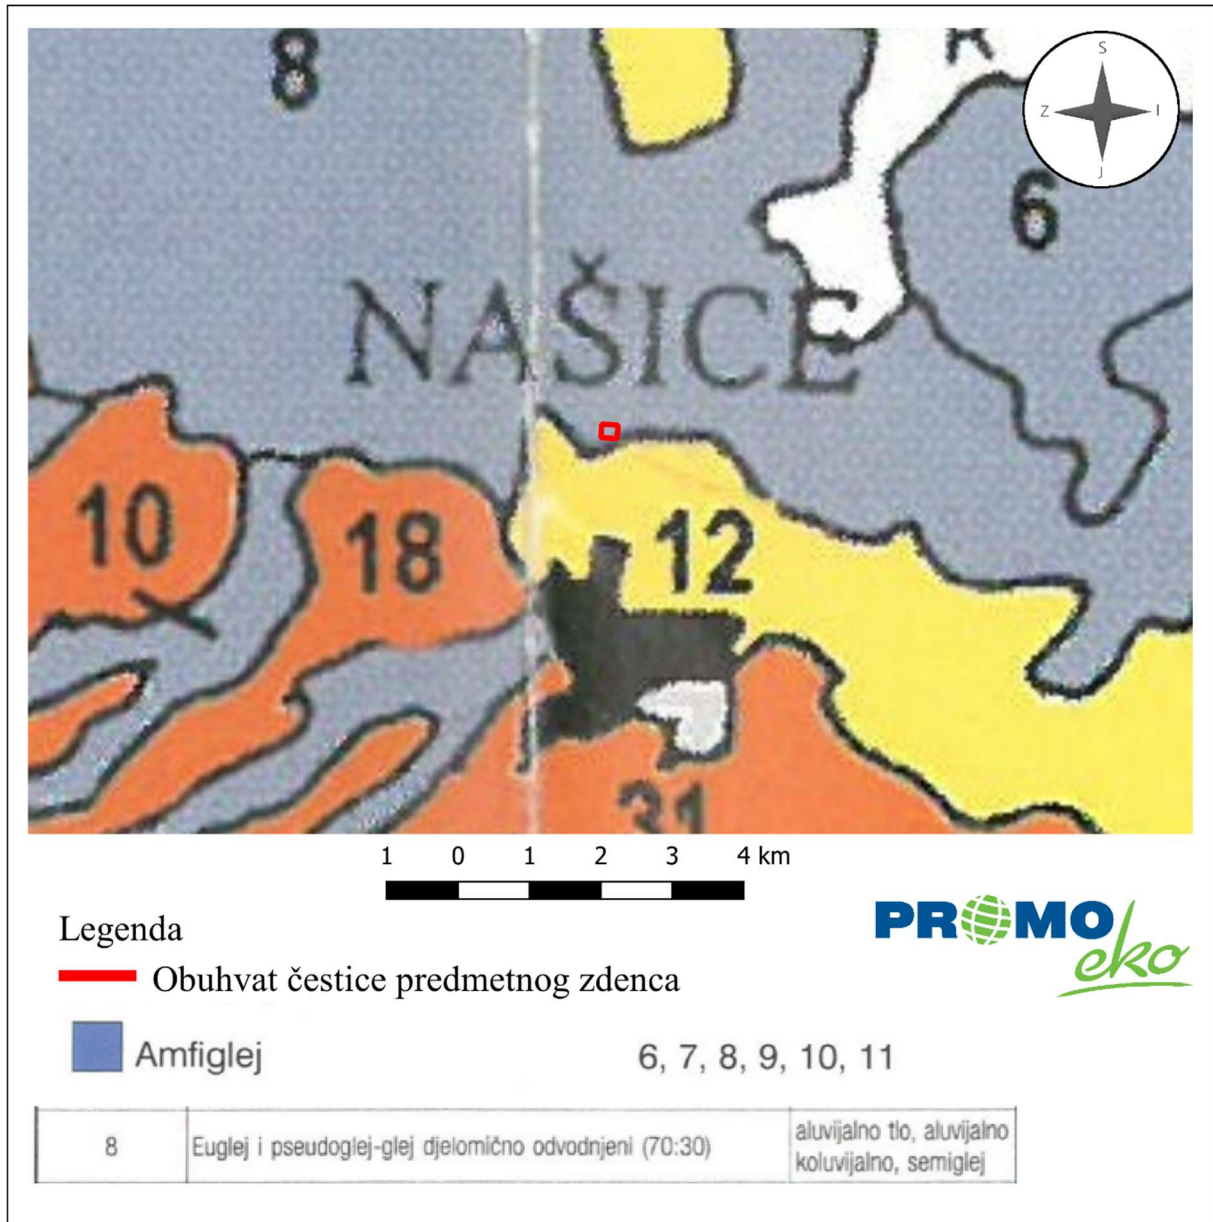 8
S
Z
I
J
6
NAŠICE
10
18
12
31
1 0 1 2 3 4 km
PROMO
eko
Legenda
Obuhvat čestice predmetnog zdenca
Amfiglej 6, 7, 8, 9, 10, 11
8 Euglej i pseudoglej-glej djelomično odvodnjeni (70:30) aluvijalno tlo, aluvijalno
koluvijalno, semiglej